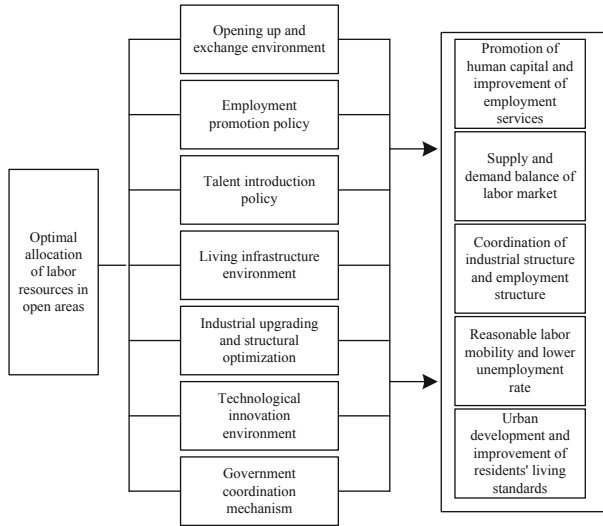 Optimal
allocation
of labor
resources in
open areas
Opening up and
exchange environment
Employment
promotion policy
Talent introduction
policy
Living infrastructure
environment
Industrial upgrading
and structural
optimization
Technological
innovation
environment
Government
coordination
mechanism
Promotion of
human capital and
improvement of
employment
services
Supply and
demand balance of
labor market
Coordination of
industrial structure
and employment
structure
Reasonable labor
mobility and lower
unemployment
rate
Urban
development and
improvement of
residents' living
standards